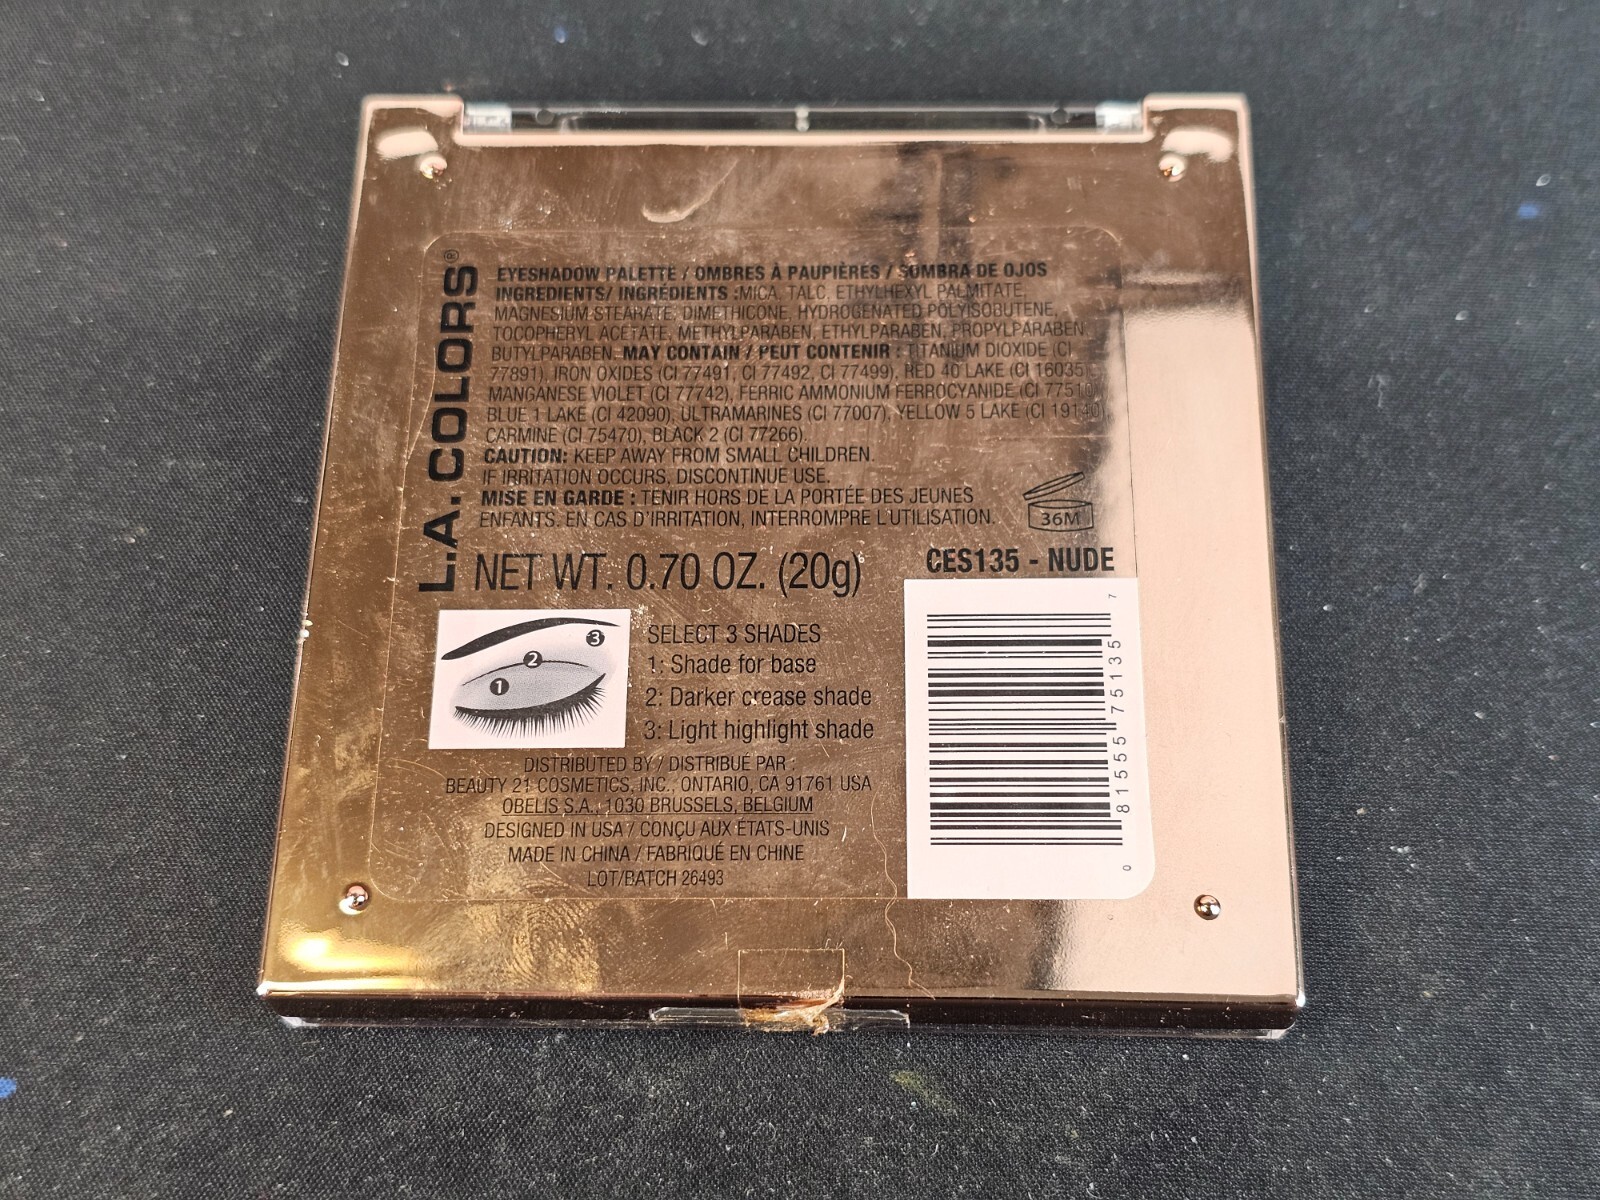 L.A. COLORS®
EYESHADOW PALETTE / OMBRES À PAUPIÈRES / SOMBRA DE OJOS
INGREDIENTS/ INGRÉDIENTS :MICA, TALC, ETHYLHEXYL PALMITATE,
MAGNESIUM STEARATE, DIMETHICONE, HYDROGENATED POLYISOBUTENE,
TOCOPHERYL ACETATE, METHYLPARABEN, ETHYLPARABEN, PROPYLPARABEN,
BUTYLPARABEN. MAY CONTAIN / PEUT CONTENIR : TITANIUM DIOXIDE (CI
77891), IRON OXIDES (CI 77491, CI 77492, CI 77499), RED 40 LAKE (CI 16035),
MANGANESE VIOLET (CI 77742), FERRIC AMMONIUM FERROCYANIDE (CI 77510),
BLUE 1 LAKE (CI 42090), ULTRAMARINES (CI 77007), YELLOW 5 LAKE (CI 19140),
CARMINE (CI 75470), BLACK 2 (CI 77266).
CAUTION: KEEP AWAY FROM SMALL CHILDREN.
IF IRRITATION OCCURS, DISCONTINUE USE.
MISE EN GARDE : TENIR HORS DE LA PORTÉE DES JEUNES
ENFANTS. EN CAS D'IRRITATION, INTERROMPRE L'UTILISATION.
36M
NET WT. 0.70 OZ. (20g)
CES135 - NUDE
1
2
3
SELECT 3 SHADES
1: Shade for base
2: Darker crease shade
3: Light highlight shade
0 81555 75135 7
DISTRIBUTED BY / DISTRIBUÉ PAR :
BEAUTY 21 COSMETICS, INC., ONTARIO, CA 91761 USA
OBELIS S.A., 1030 BRUSSELS, BELGIUM
DESIGNED IN USA / CONÇU AUX ÉTATS-UNIS
MADE IN CHINA / FABRIQUÉ EN CHINE
LOT/BATCH 26493